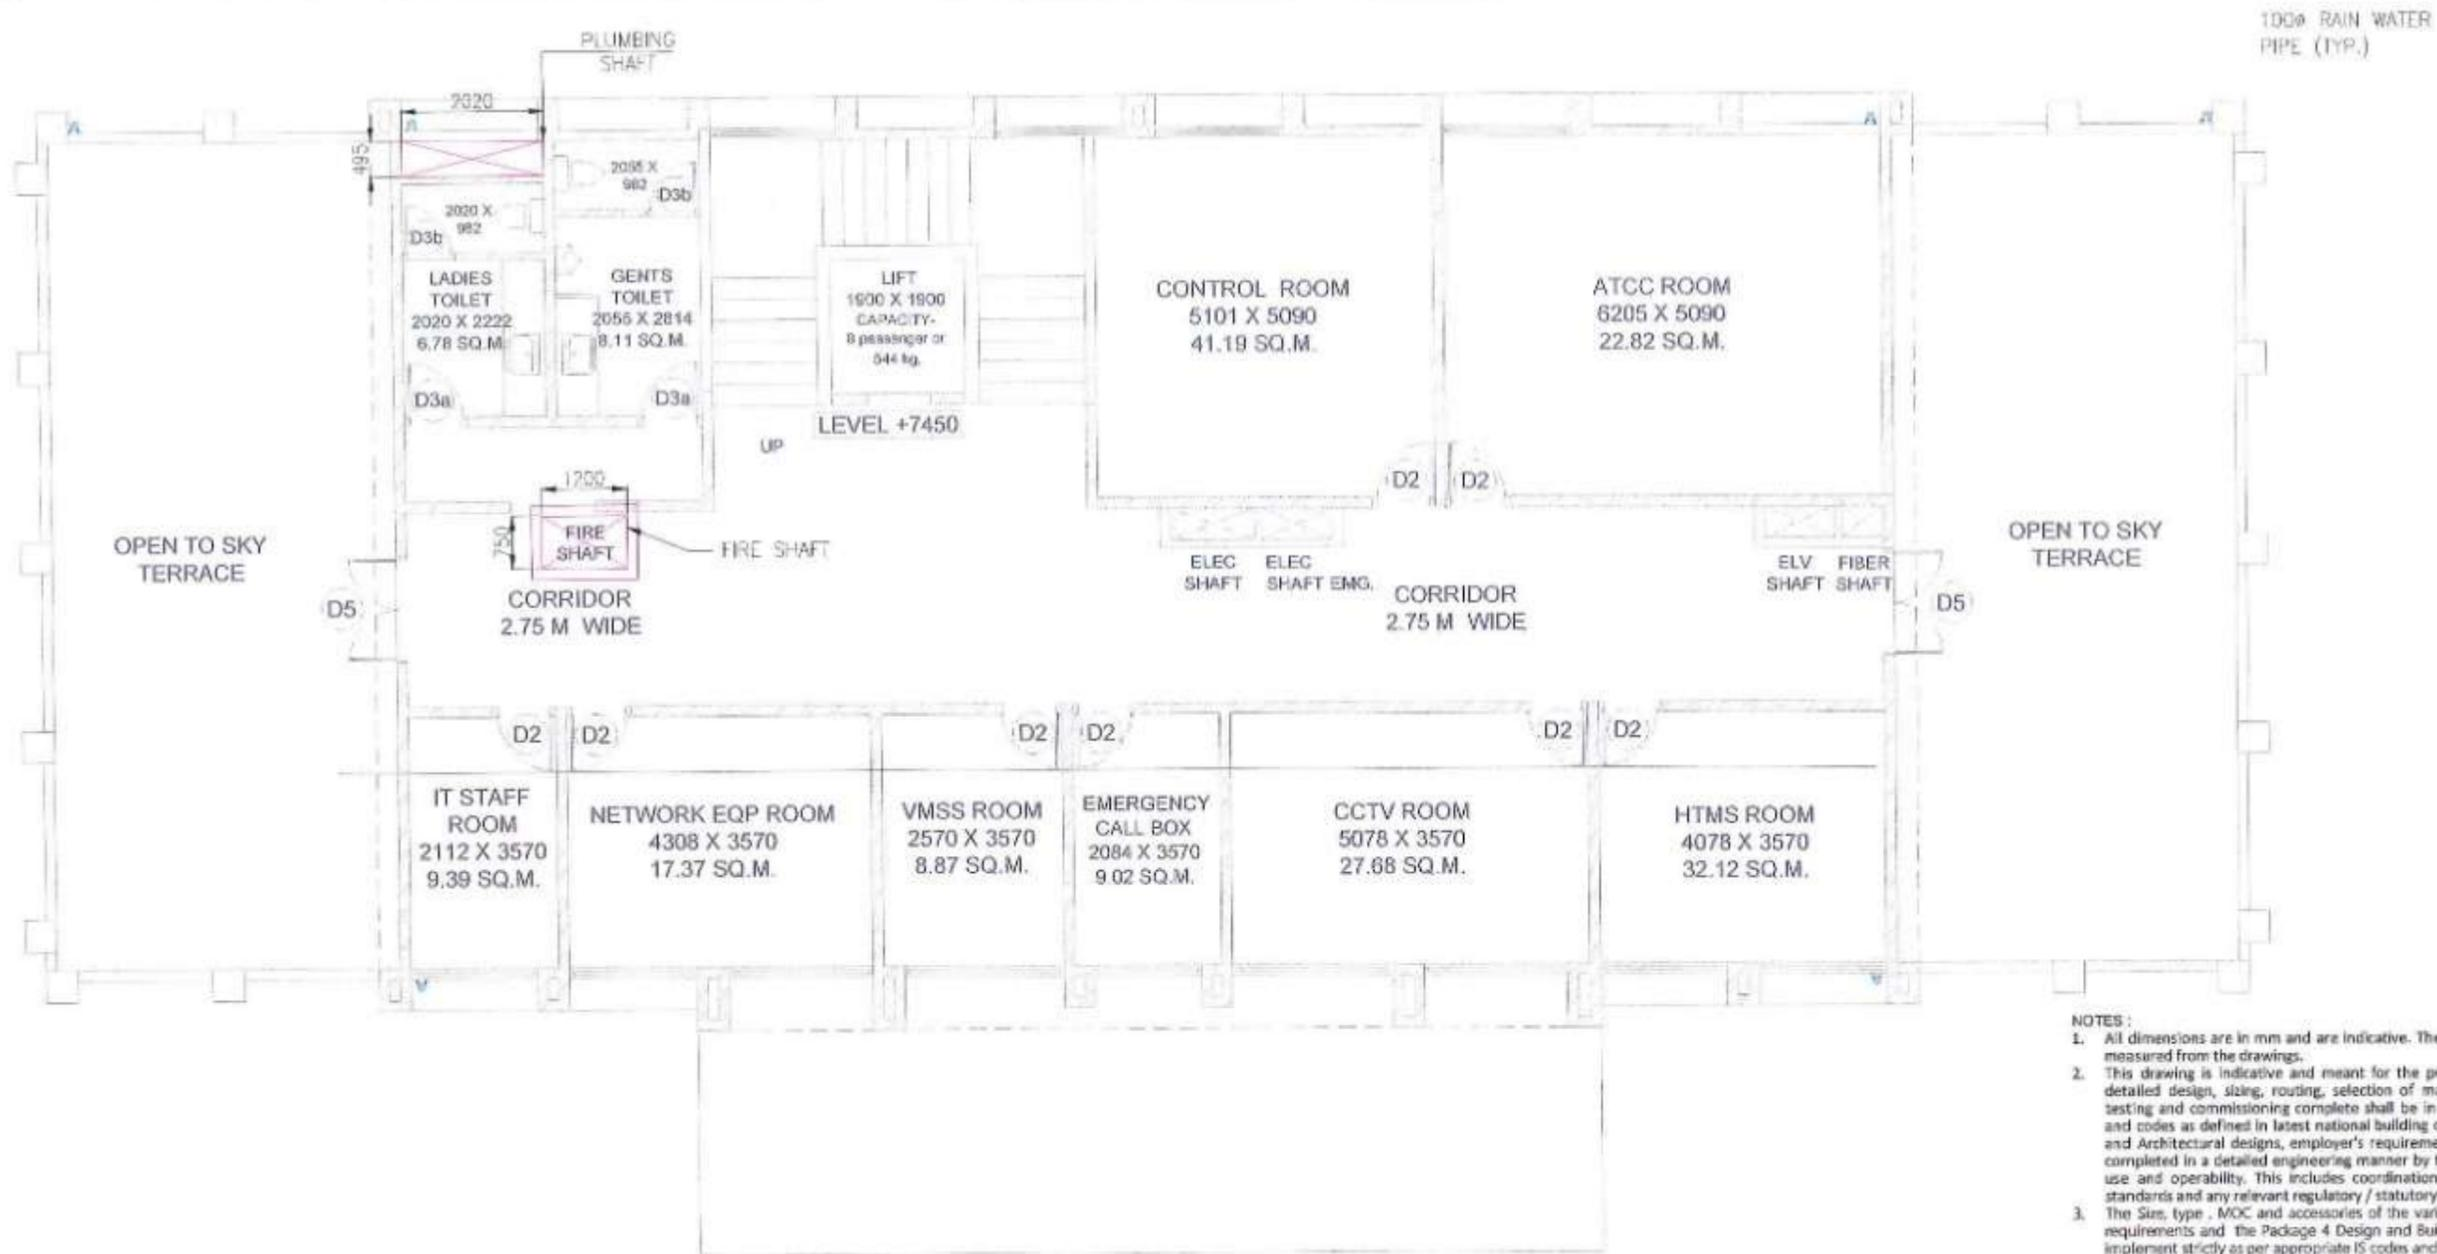 100ø RAIN WATER
PIPE (TYP.)
PLUMBING
SHAFT
2020
495
A
A
A
A
2055 X
982
D3b
2020 X
982
D3b
LADIES
TOILET
2020 X 2222
6.78 SQ.M.
GENTS
TOILET
2055 X 2814
8.11 SQ.M.
LIFT
1900 X 1900
CAPACITY-
8 passenger or
544 kg.
CONTROL ROOM
5101 X 5090
41.19 SQ.M.
ATCC ROOM
6205 X 5090
22.82 SQ.M.
D3a
D3a
LEVEL +7450
UP
D2
D2
1200
750
FIRE
SHAFT
FIRE SHAFT
OPEN TO SKY
TERRACE
OPEN TO SKY
TERRACE
ELEC
SHAFT
ELEC
SHAFT EMG.
ELV
SHAFT
FIBER
SHAFT
D5
CORRIDOR
2.75 M WIDE
CORRIDOR
2.75 M WIDE
D5
D2
D2
D2
D2
D2
D2
IT STAFF
ROOM
2112 X 3570
9.39 SQ.M.
NETWORK EQP ROOM
4308 X 3570
17.37 SQ.M.
VMSS ROOM
2570 X 3570
8.87 SQ.M.
EMERGENCY
CALL BOX
2084 X 3570
9.02 SQ.M.
CCTV ROOM
5078 X 3570
27.68 SQ.M.
HTMS ROOM
4078 X 3570
32.12 SQ.M.
NOTES :
1. All dimensions are in mm and are indicative. The
measured from the drawings.
2. This drawing is indicative and meant for the
detailed design, sizing, routing, selection of
testing and commissioning complete shall be in
and codes as defined in latest national building
and Architectural designs, employer's
completed in a detailed engineering manner by
use and operability. This includes coordination
standards and any relevant regulatory / statutory
3. The Size, type , MOC and accessories of the
requirements and the Package 4 Design and
implement strictly as per appropriate IS codes and